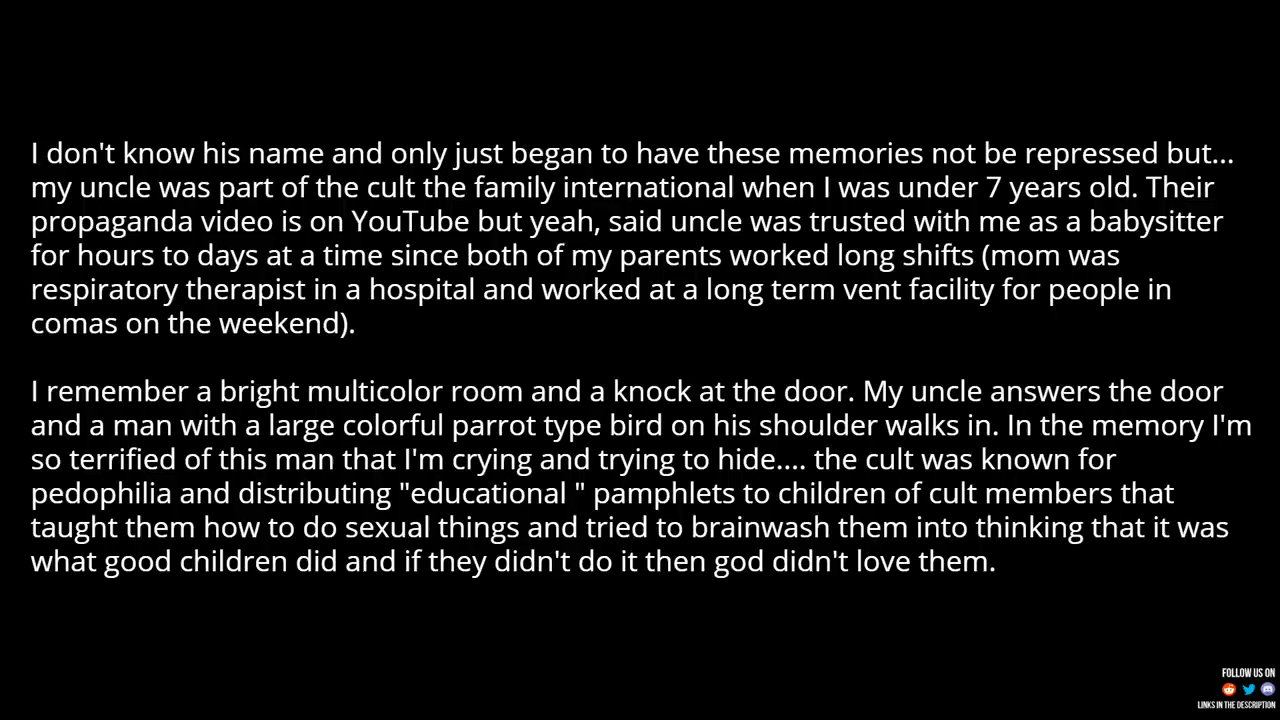 I don't know his name and only just began to have these memories not be repressed but...
my uncle was part of the cult the family international when I was under 7 years old. Their
propaganda video is on YouTube but yeah, said uncle was trusted with me as a babysitter
for hours to days at a time since both of my parents worked long shifts (mom was
respiratory therapist in a hospital and worked at a long term vent facility for people in
comas on the weekend).
I remember a bright multicolor room and a knock at the door. My uncle answers the door
and a man with a large colorful parrot type bird on his shoulder walks in. In the memory I'm
so terrified of this man that I'm crying and trying to hide.... the cult was known for
pedophilia and distributing "educational " pamphlets to children of cult members that
taught them how to do sexual things and tried to brainwash them into thinking that it was
what good children did and if they didn't do it then god didn't love them.
FOLLOW US ON
LINKS IN THE DESCRIPTION